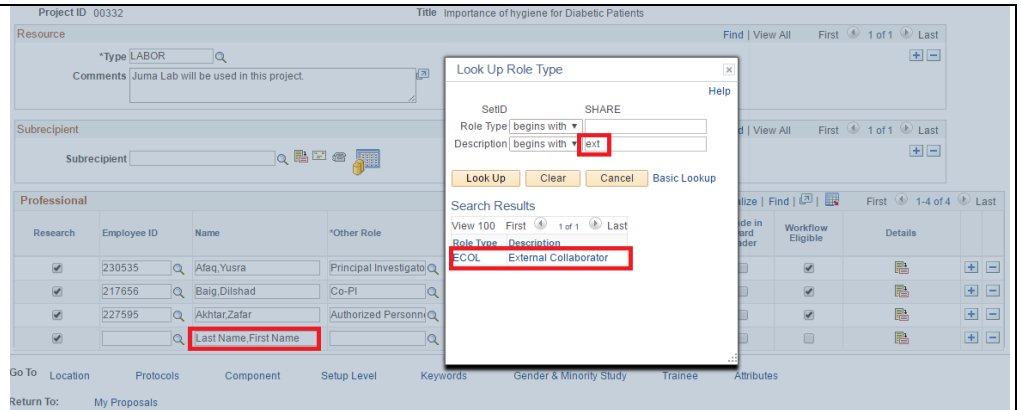 Project ID 00332 Title Importance of hygiene for Diabetic Patients
Resource Find | View All First 1 of 1 Last
*Type LABOR
Comments Juma Lab will be used in this project.
Look Up Role Type
Help
SetID SHARE
Role Type begins with
Description begins with ext
Look Up Clear Cancel Basic Lookup
Search Results
View 100 First 1 of 1 Last
Role Type Description
ECOL External Collaborator
Subrecipient View All First 1 of 1 Last
Subrecipient
Professional Find | First 1-4 of 4 Last
Research Employee ID Name *Other Role Workflow Eligible Details
230535 Afaq,Yusra Principal Investigato
217656 Baig,Dilshad Co-PI
227595 Akhtar,Zafar Authorized Personn
Last Name,First Name
Go To Location Protocols Component Setup Level Keywords Gender & Minority Study Trainee Attributes
Return To: My Proposals